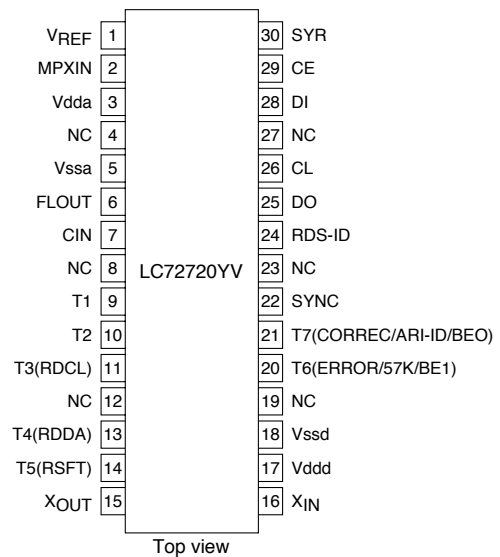 VREF 1 30 SYR
MPXIN 2 29 CE
Vdda 3 28 DI
NC 4 27 NC
Vssa 5 26 CL
FLOUT 6 25 DO
CIN 7 24 RDS-ID
NC 8 LC72720YV 23 NC
T1 9 22 SYNC
T2 10 21 T7(CORREC/ARI-ID/BEO)
T3(RDCL) 11 20 T6(ERROR/57K/BE1)
NC 12 19 NC
T4(RDDA) 13 18 Vssd
T5(RSFT) 14 17 Vddd
XOUT 15 16 XIN
Top view